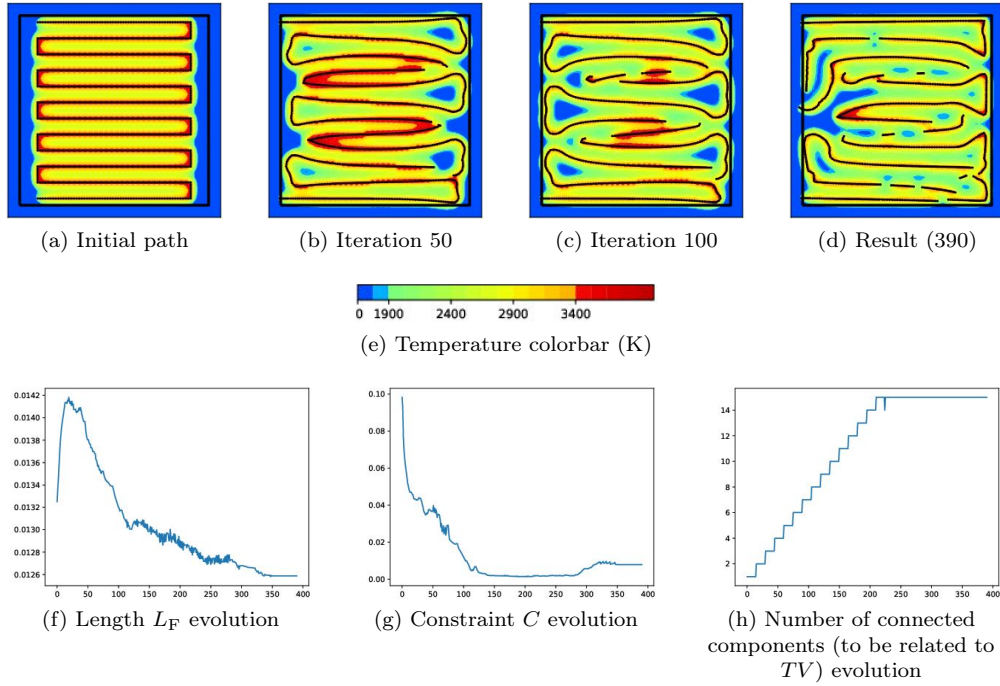 (a) Initial path
(b) Iteration 50
(c) Iteration 100
(d) Result (390)
0 1900 2400 2900 3400
(e) Temperature colorbar (K)
0.0142
0.0140
0.0138
0.0136
0.0134
0.0132
0.0130
0.0128
0.0126
0 50 100 150 200 250 300 350 400
(f) Length L_F evolution
0.10
0.08
0.06
0.04
0.02
0.00
0 50 100 150 200 250 300 350 400
(g) Constraint C evolution
14
12
10
8
6
4
2
0 50 100 150 200 250 300 350 400
(h) Number of connected
components (to be related to
TV) evolution